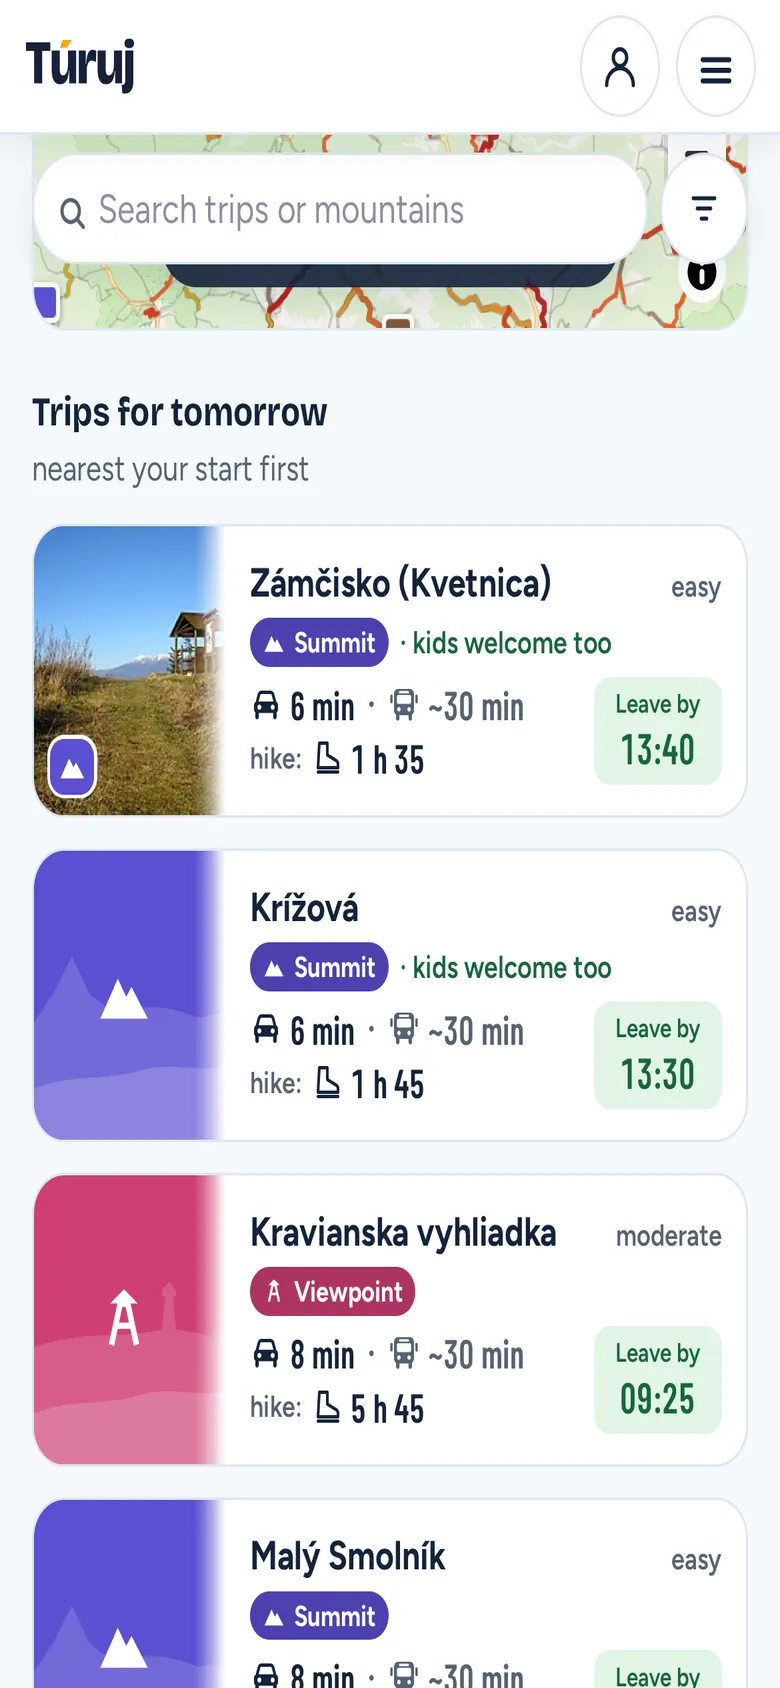 Túruj
Search trips or mountains
Trips for tomorrow
nearest your start first
Zámčisko (Kvetnica)
easy
Summit · kids welcome too
6 min · ~30 min
hike: 1 h 35
Leave by
13:40
Krížová
easy
Summit · kids welcome too
6 min · ~30 min
hike: 1 h 45
Leave by
13:30
Kravianska vyhliadka
moderate
Viewpoint
8 min · ~30 min
hike: 5 h 45
Leave by
09:25
Malý Smolník
easy
Summit
8 min · ~30 min
Leave by